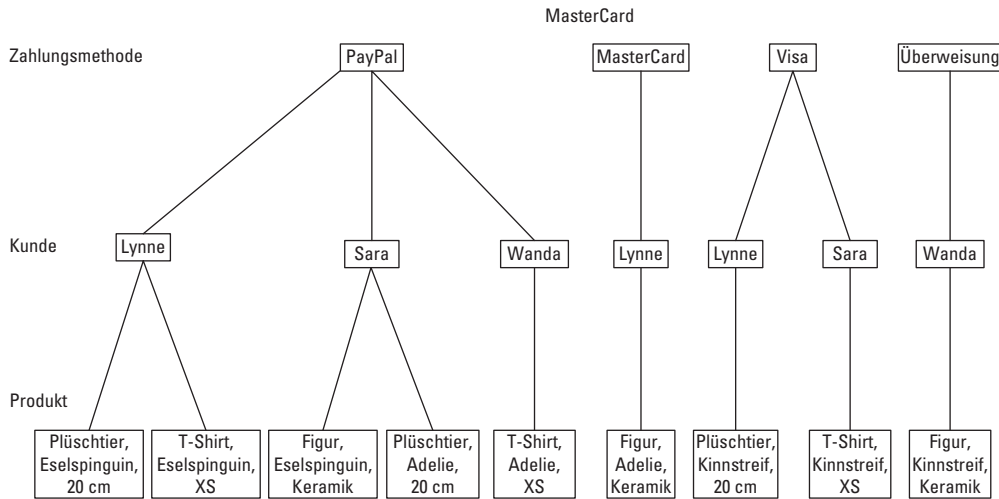 MasterCard
Zahlungsmethode
PayPal
MasterCard
Visa
Überweisung
Kunde
Lynne
Sara
Wanda
Lynne
Lynne
Sara
Wanda
Produkt
Plüschtier,
Eselspinguin,
20 cm
T-Shirt,
Eselspinguin,
XS
Figur,
Eselspinguin,
Keramik
Plüschtier,
Adelie,
20 cm
T-Shirt,
Adelie,
XS
Figur,
Adelie,
Keramik
Plüschtier,
Kinnstreif,
20 cm
T-Shirt,
Kinnstreif,
XS
Figur,
Kinnstreif,
Keramik